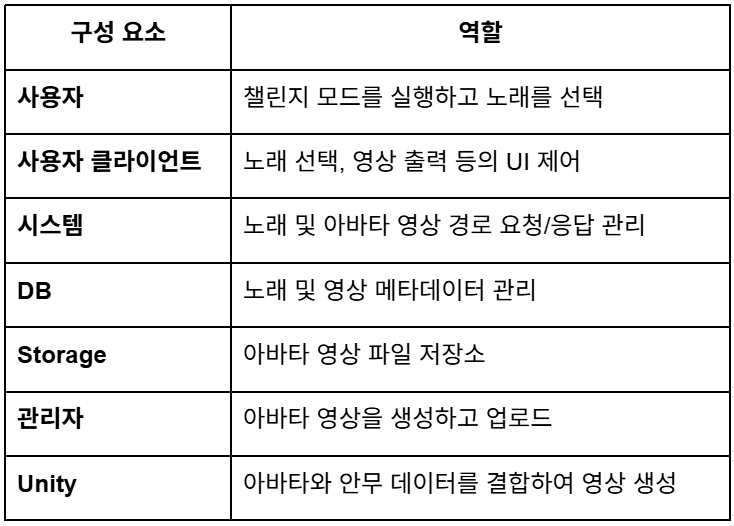 구성 요소 역할
사용자 챌린지 모드를 실행하고 노래를 선택
사용자 클라이언트 노래 선택, 영상 출력 등의 UI 제어
시스템 노래 및 아바타 영상 경로 요청/응답 관리
DB 노래 및 영상 메타데이터 관리
Storage 아바타 영상 파일 저장소
관리자 아바타 영상을 생성하고 업로드
Unity 아바타와 안무 데이터를 결합하여 영상 생성